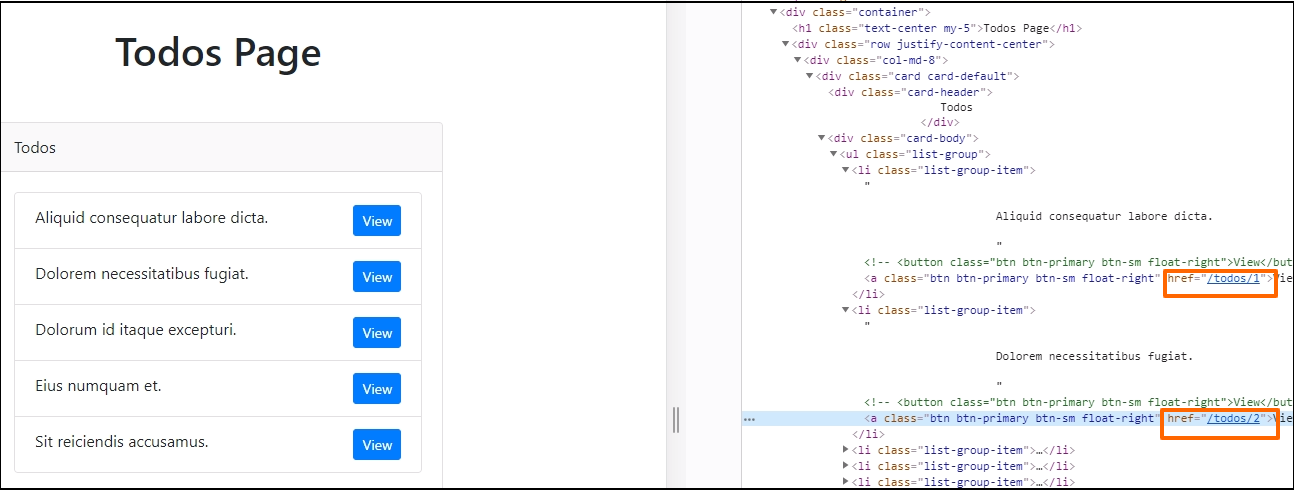 Todos Page
Todos
Aliquid consequatur labore dicta.
View
Dolorem necessitatibus fugiat.
View
Dolorum id itaque excepturi.
View
Eius numquam et.
View
Sit reiciendis accusamus.
View
▼<div class="container">
<h1 class="text-center my-5">Todos Page</h1>
▼<div class="row justify-content-center">
▼<div class="col-md-8">
▼<div class="card card-default">
<div class="card-header">
Todos
</div>
▼<div class="card-body">
▼<ul class="list-group">
▼<li class="list-group-item">
"
Aliquid consequatur labore dicta.
"
<!-- <button class="btn btn-primary btn-sm float-right">View</but
<a class="btn btn-primary btn-sm float-right" href="/todos/1">Vie
</li>
▼<li class="list-group-item">
"
Dolorem necessitatibus fugiat.
"
<!-- <button class="btn btn-primary btn-sm float-right">View</but
… <a class="btn btn-primary btn-sm float-right" href="/todos/2">Vie
</li>
▶<li class="list-group-item">…</li>
▶<li class="list-group-item">…</li>
▶<li class="list-group-item">…</li>